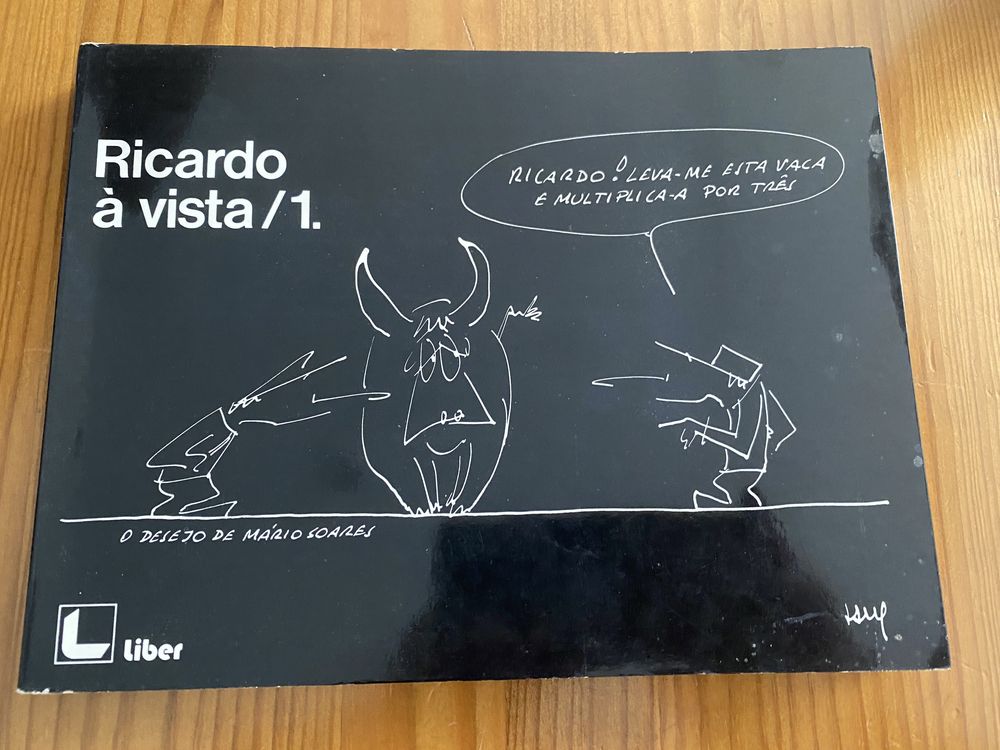 Ricardo
à vista/1.
RICARDO! LEVA-ME ESTA VACA
E MULTIPLICA-A POR TRÊS
O DESEJO DE MÁRIO SOARES
L Liber